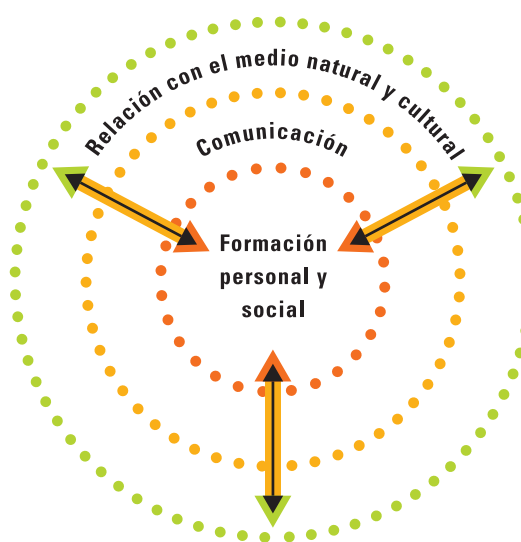 Relación con el medio natural y cultural
Comunicación
Formación
personal y
social